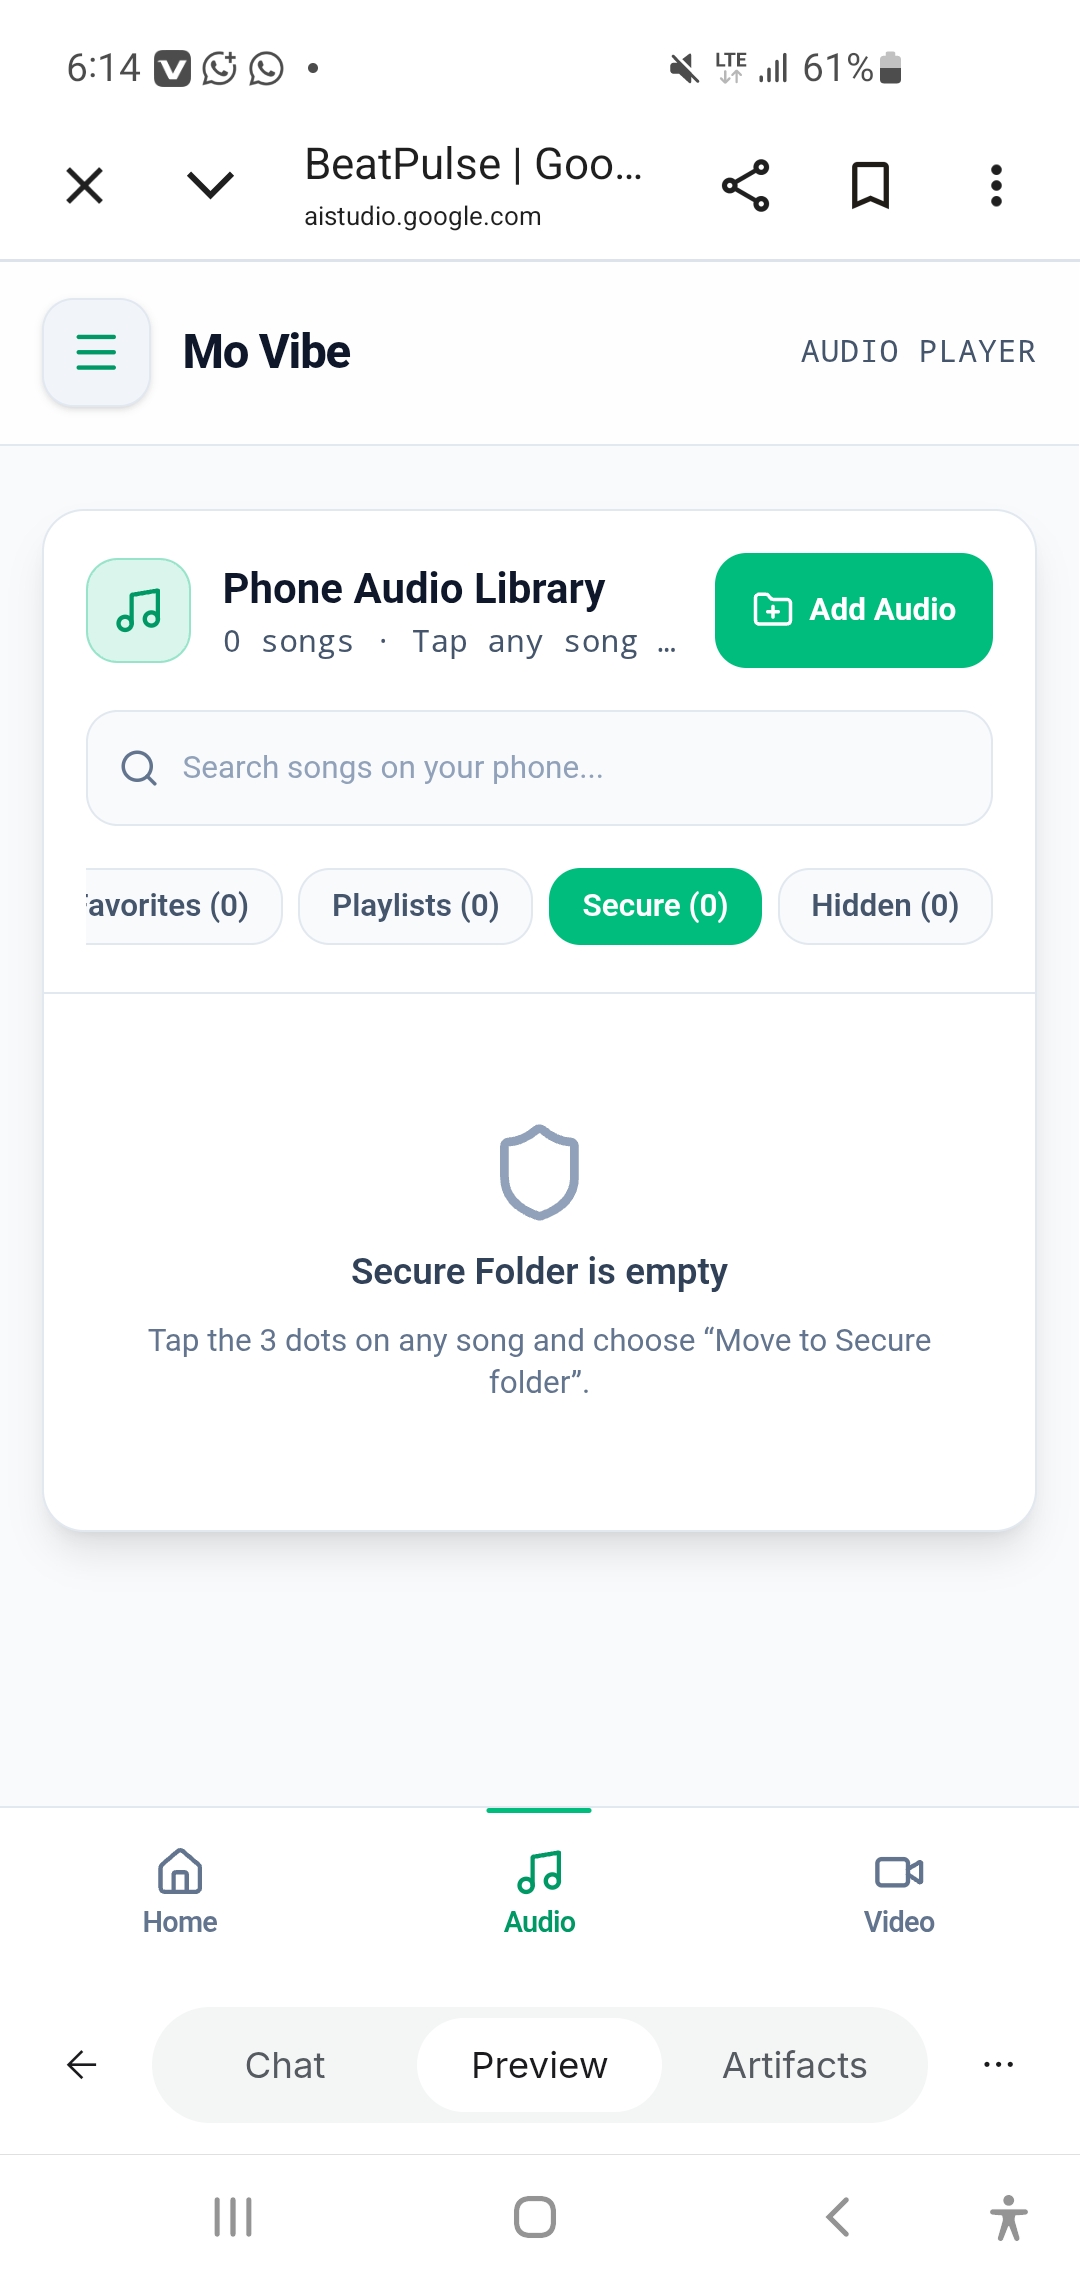 6:14
LTE
61%
BeatPulse | Goo...
aistudio.google.com
Mo Vibe
AUDIO PLAYER
Phone Audio Library
0 songs · Tap any song …
Add Audio
Search songs on your phone...
Favorites (0)
Playlists (0)
Secure (0)
Hidden (0)
Secure Folder is empty
Tap the 3 dots on any song and choose “Move to Secure
folder”.
Home
Audio
Video
Chat
Preview
Artifacts